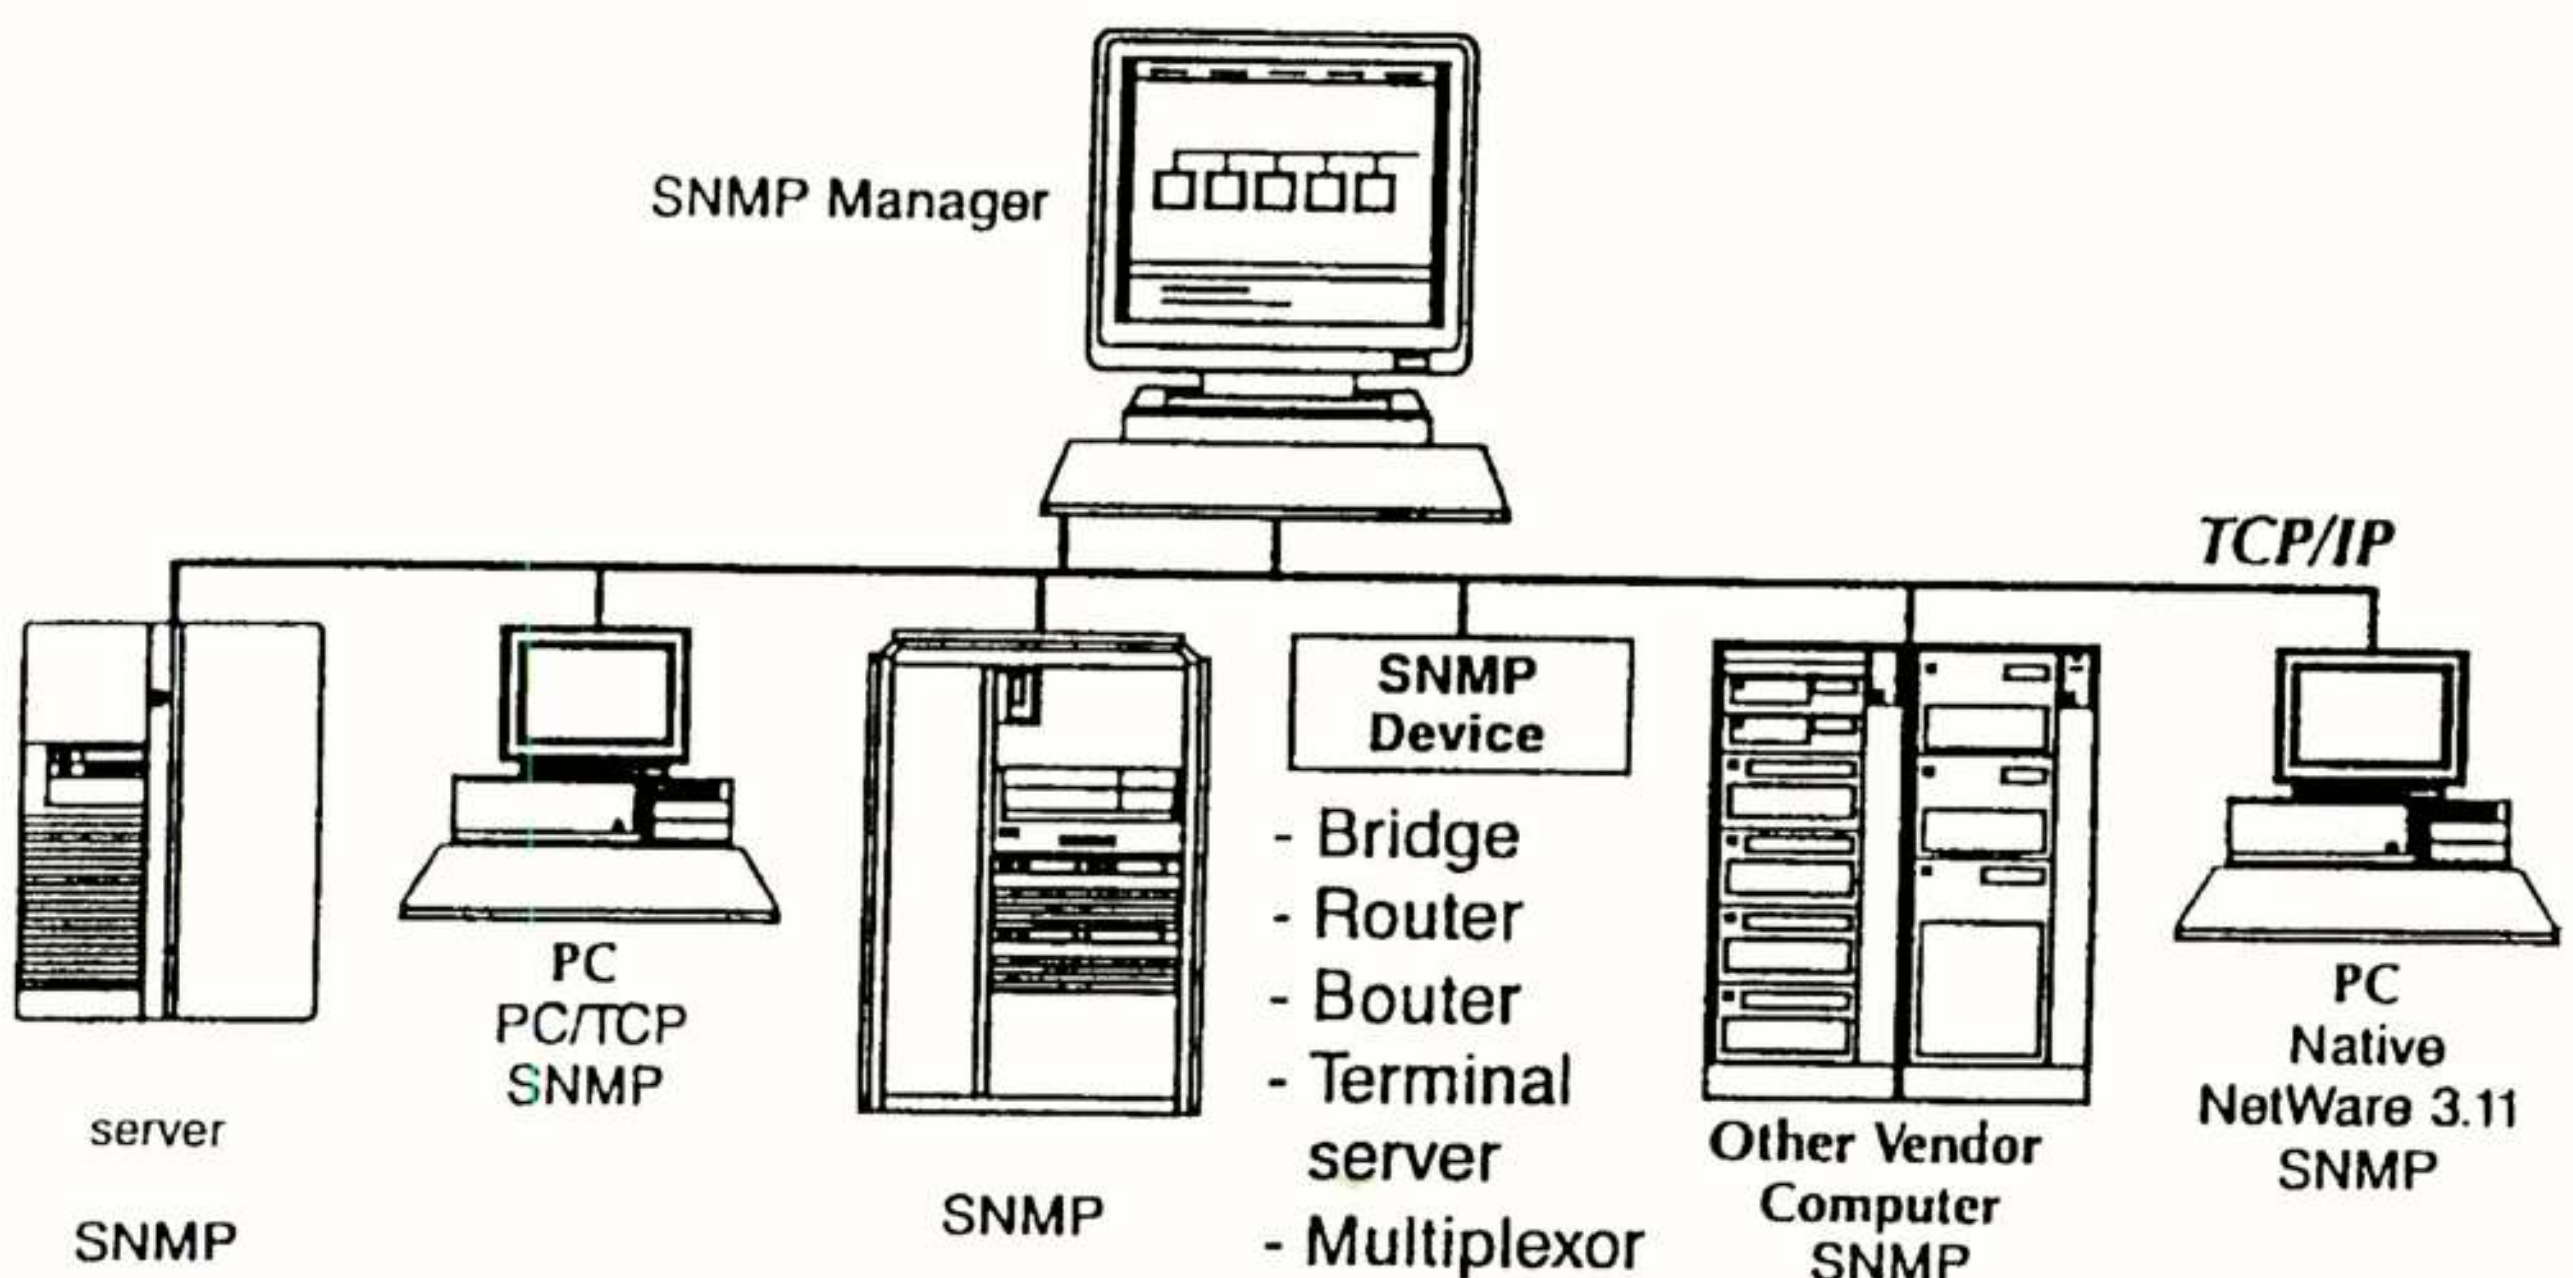 SNMP Manager
TCP/IP
server
SNMP
PC
PC/TCP
SNMP
SNMP
SNMP
Device
- Bridge
- Router
- Bouter
- Terminal
server
- Multiplexor
Other Vendor
Computer
SNMP
PC
Native
NetWare 3.11
SNMP